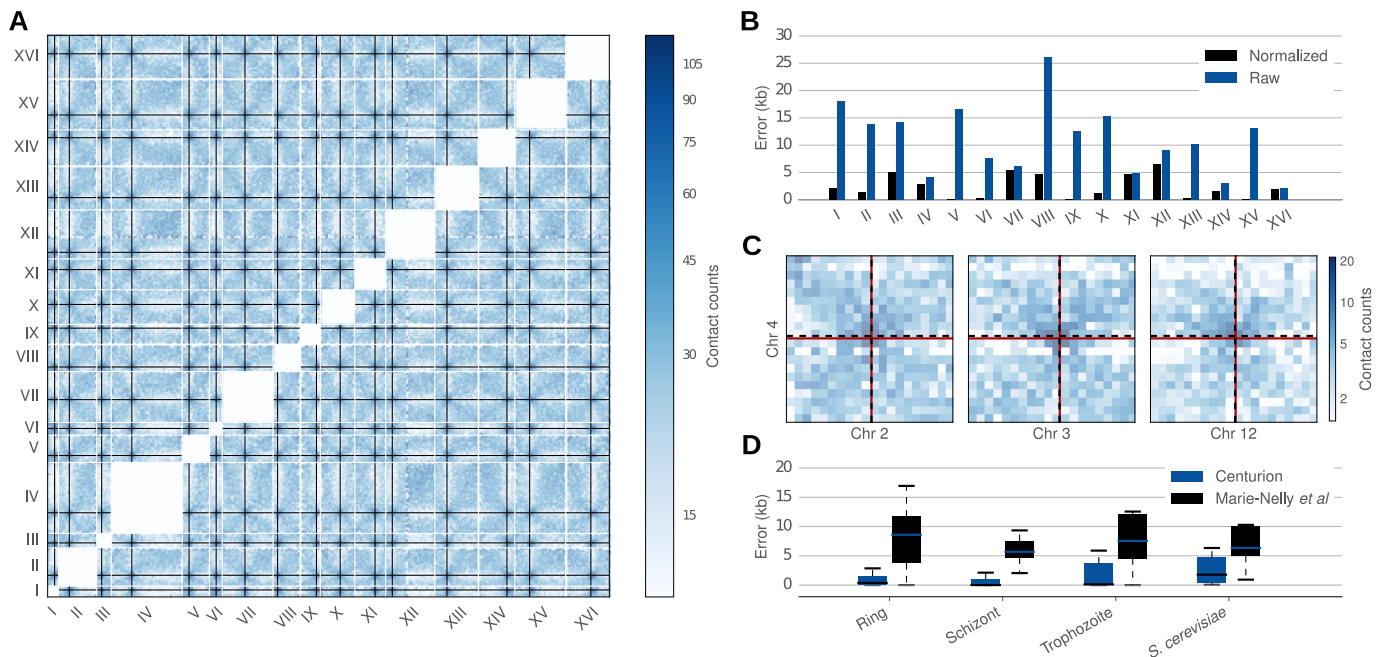 A
XVI
XV
XIV
XIII
XII
XI
X
IX
VIII
VII
VI
V
IV
III
II
I
I II III IV V VI VII VIII IX X XI XII XIII XIV XV XVI
105
90
75
60
45
30
15
Contact counts
B
30
25
20
15
10
5
0
Error (kb)
Normalized
Raw
I II III IV V VI VII VIII IX X XI XII XIII XIV XV XVI
C
Chr 4
Chr 2
Chr 3
Chr 12
20
10
5
2
Contact counts
D
20
15
10
5
0
Error (kb)
Centurion
Marie-Nelly et al
Ring
Schizont
Trophozoite
S. cerevisiae